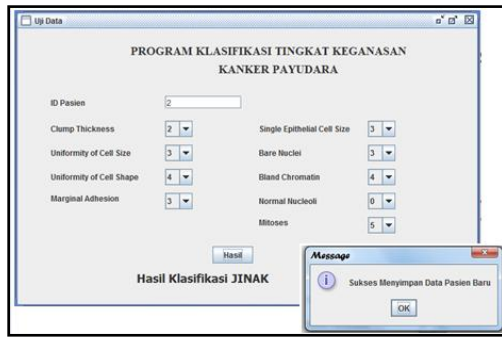 Uji Data
PROGRAM KLASIFIKASI TINGKAT KEGANASAN
KANKER PAYUDARA
ID Pasien 2
Clump Thickness 2 Single Epithelial Cell Size 3
Uniformity of Cell Size 3 Bare Nuclei 3
Uniformity of Cell Shape 4 Bland Chromatin 4
Marginal Adhesion 3 Normal Nucleoli 0
Mitoses 5
Hasil
Hasil Klasifikasi JINAK
Message
Sukses Menyimpan Data Pasien Baru
OK